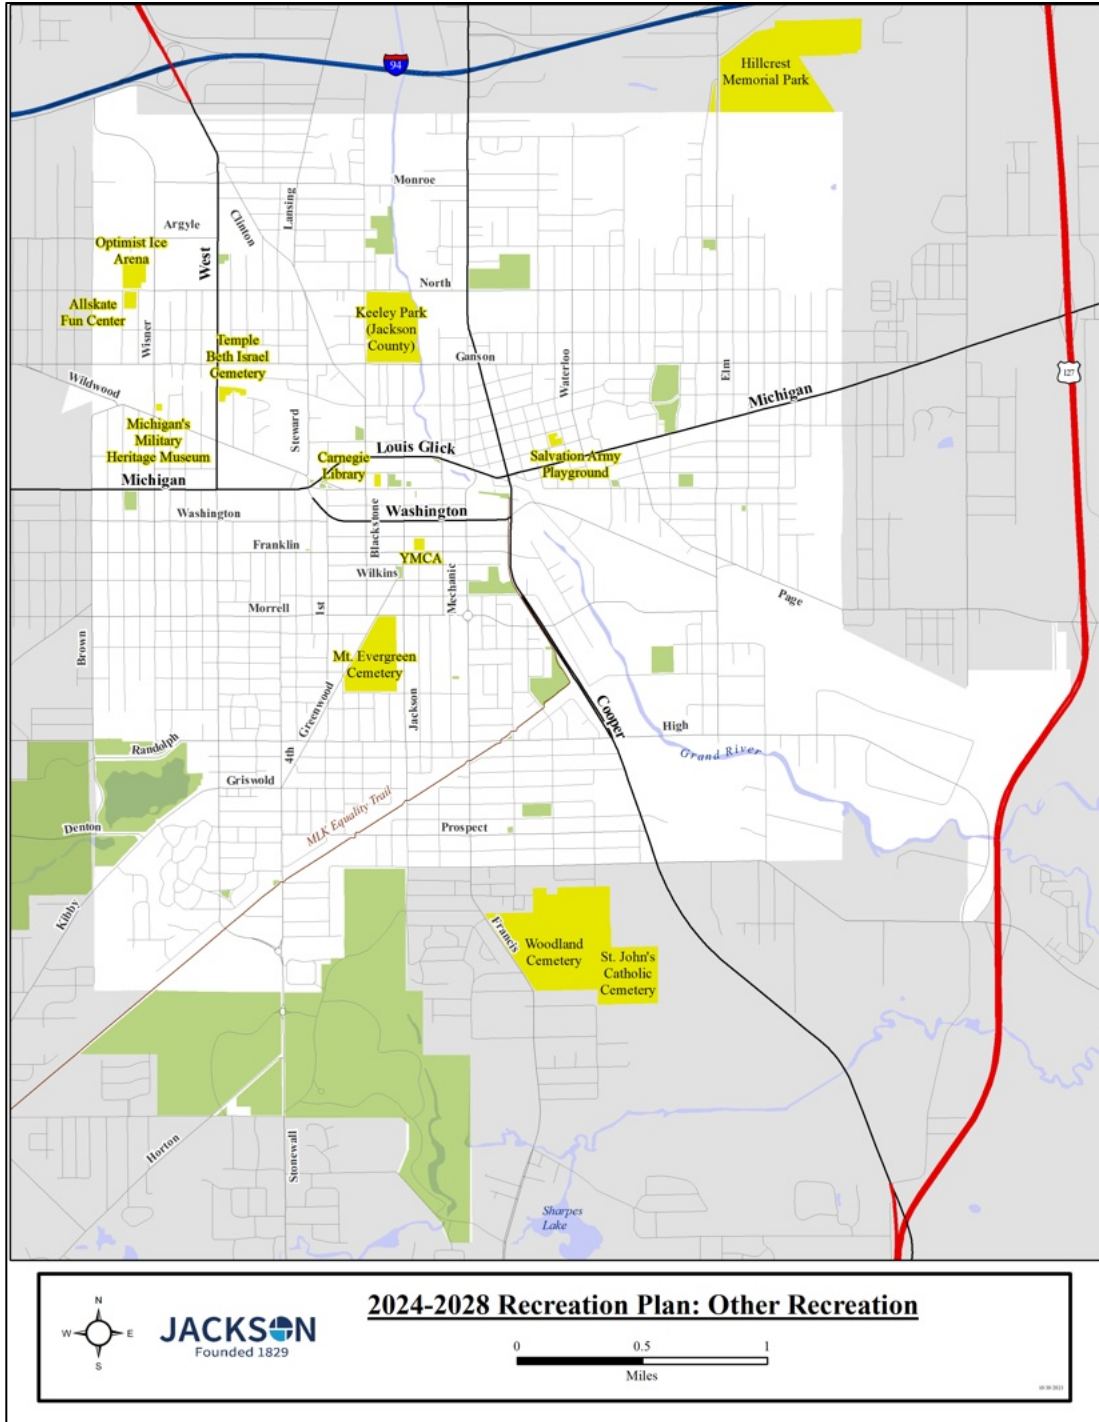 94
Hillcrest
Memorial Park
Monroe
Lansing
Argyle
Clinton
Optimist Ice
Arena
West
North
Allskate
Fun Center
Keeley Park
(Jackson
County)
Wisner
Temple
Beth Israel
Cemetery
Ganson
Waterloo
Elm
127
Wildwood
Michigan
Michigan's
Military
Heritage Museum
Steward
Louis Glick
Carnegie
Library
Salvation Army
Playground
Michigan
Washington
Blackstone
Washington
Franklin
YMCA
Wilkins
Mechanic
Page
Morrell
1st
Brown
Mt. Evergreen
Cemetery
Greenwood
Jackson
Cooper
High
Grand River
Randolph
4th
Griswold
MLK Equality Trail
Denton
Prospect
Kibby
Francis
Woodland
Cemetery
St. John's
Catholic
Cemetery
Horton
Stonewall
Sharpes
Lake
2024-2028 Recreation Plan: Other Recreation
N
W
E
S
JACKSON
Founded 1829
0
0.5
1
Miles